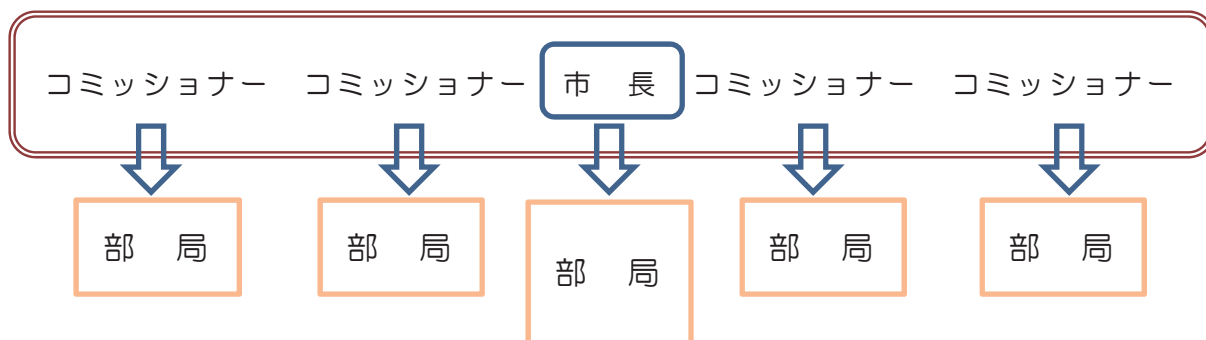 コミッショナー コミッショナー 市 長 コミッショナー コミッショナー
部 局 部 局 部 局 部 局 部 局